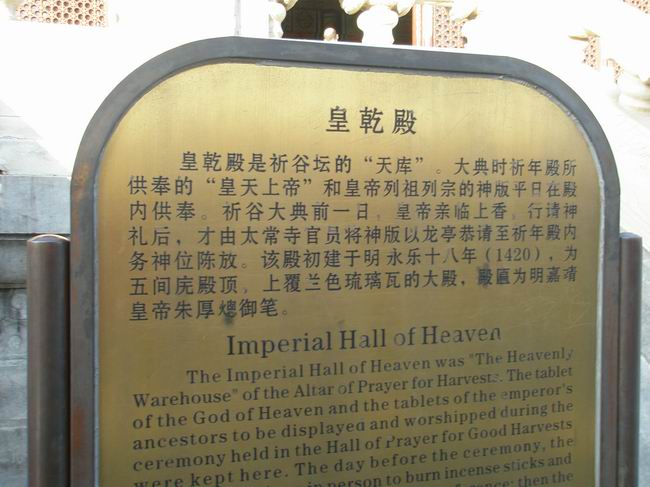 皇乾殿
皇乾殿是祈谷坛的“天库”。大典时祈年殿所
供奉的“皇天上帝”和皇帝列祖列宗的神版平日在殿
内供奉。祈谷大典前一日，皇帝亲临上香，行请神
礼后，才由太常寺官员将神版以龙亭恭请至祈年殿内
务神位陈放。该殿初建于明永乐十八年（1420），为
五间庑殿顶，上覆兰色琉璃瓦的大殿，殿匾为明嘉靖
皇帝朱厚熜御笔。
Imperial Hall of Heaven
The Imperial Hall of Heaven was "The Heavenly
Warehouse" of the Altar of Prayer for Harvests. The tablet
of the God of Heaven and the tablets of the emperor's
ancestors to be displayed and worshipped during the
ceremony held in the Hall of Prayer for Good Harvests
were kept here. The day before the ceremony, the
in person to burn incense sticks and
then the